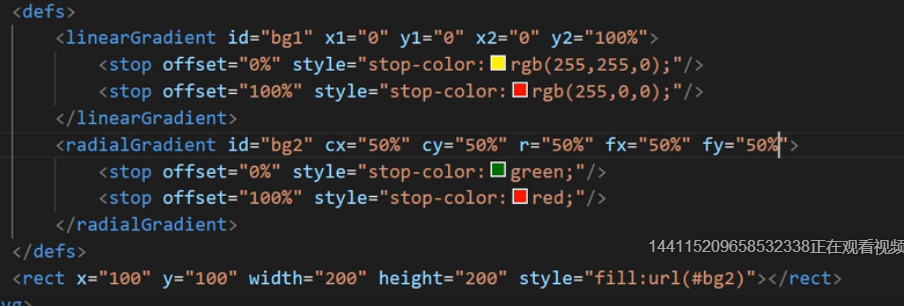 <defs>
<linearGradient id="bg1" x1="0" y1="0" x2="0" y2="100%">
<stop offset="0%" style="stop-color:rgb(255,255,0);"/>
<stop offset="100%" style="stop-color:rgb(255,0,0);"/>
</linearGradient>
<radialGradient id="bg2" cx="50%" cy="50%" r="50%" fx="50%" fy="50%">
<stop offset="0%" style="stop-color:green;"/>
<stop offset="100%" style="stop-color:red;"/>
</radialGradient>
</defs>
144115209658532338正在观看视频
<rect x="100" y="100" width="200" height="200" style="fill:url(#bg2)"></rect>